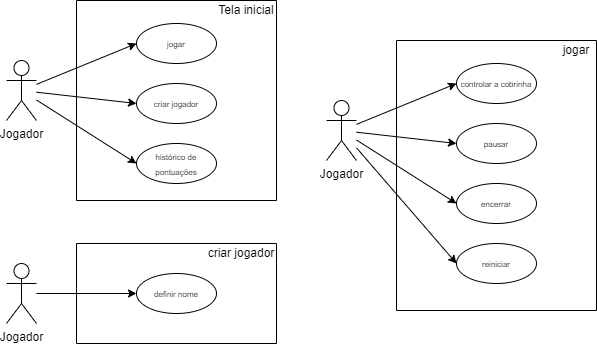 Tela inicial
jogar
criar jogador
histórico de
pontuações
Jogador
criar jogador
definir nome
Jogador
jogar
controlar a cobrinha
pausar
encerrar
reiniciar
Jogador